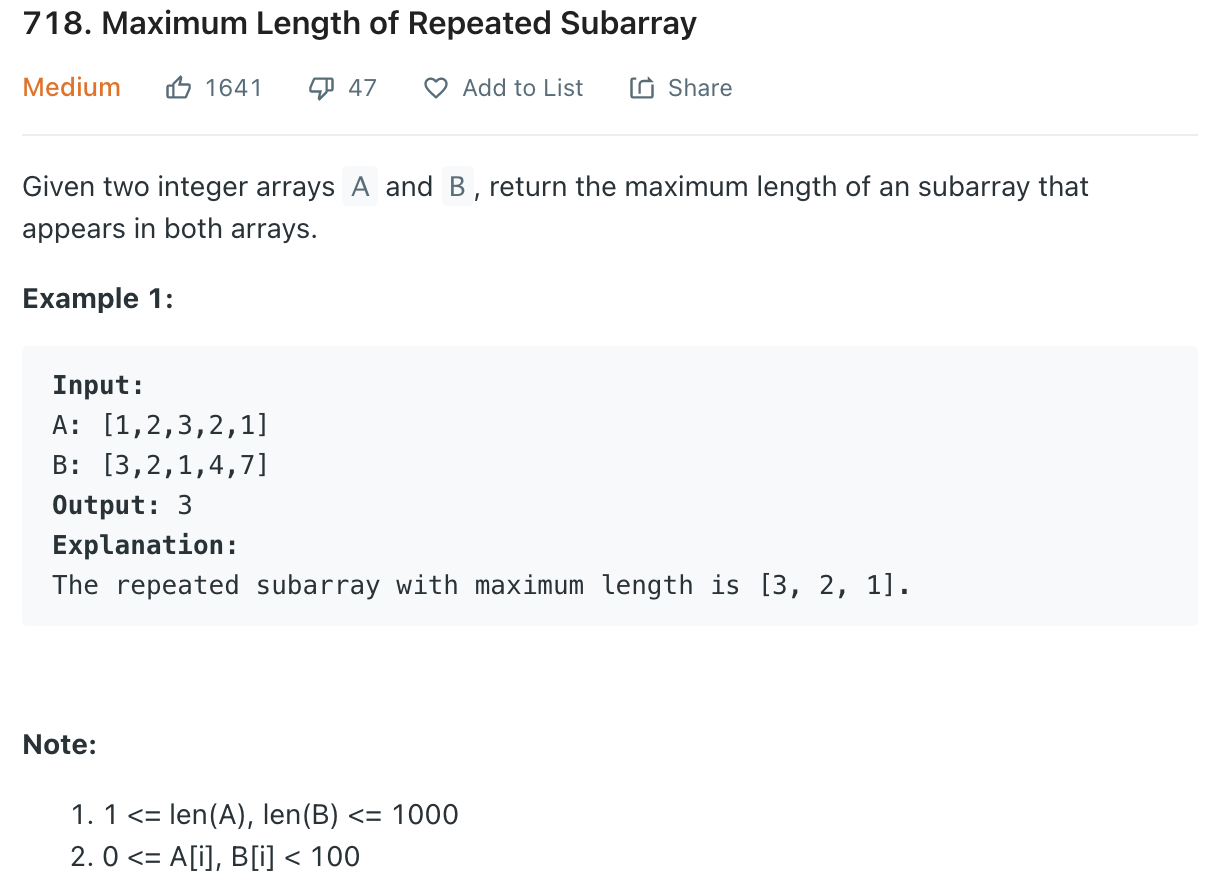 718. Maximum Length of Repeated Subarray
Medium 1641 47 Add to List Share
Given two integer arrays A and B, return the maximum length of an subarray that
appears in both arrays.
Example 1:
Input:
A: [1,2,3,2,1]
B: [3,2,1,4,7]
Output: 3
Explanation:
The repeated subarray with maximum length is [3, 2, 1].
Note:
1. 1 <= len(A), len(B) <= 1000
2. 0 <= A[i], B[i] < 100